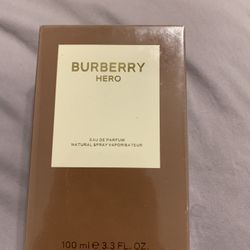 BURBERRY
HERO
EAU DE PARFUM
NATURAL SPRAY VAPORISATEUR
100 ml ℮ 3.3 FL. OZ.